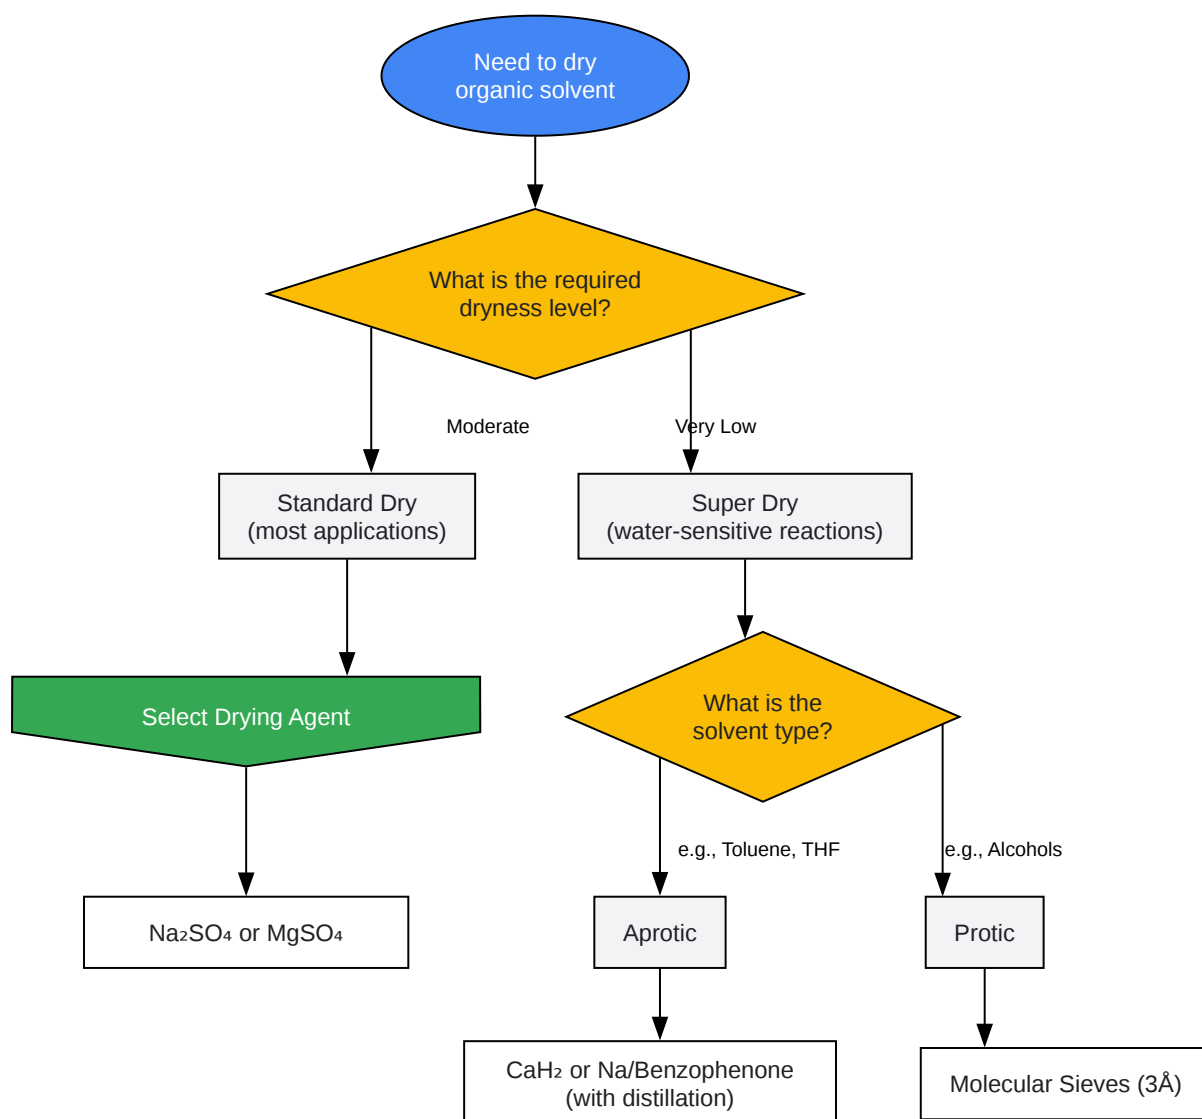 Need to dry
organic solvent
What is the required
dryness level?
Moderate
Very Low
Standard Dry
(most applications)
Super Dry
(water-sensitive reactions)
Select Drying Agent
What is the
solvent type?
e.g., Toluene, THF
e.g., Alcohols
Na₂SO₄ or MgSO₄
Aprotic
Protic
CaH₂ or Na/Benzophenone
(with distillation)
Molecular Sieves (3Å)